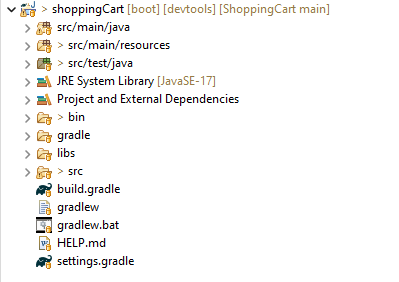 > shoppingCart [boot] [devtools] [ShoppingCart main]
src/main/java
> src/main/resources
> src/test/java
JRE System Library [JavaSE-17]
Project and External Dependencies
> bin
gradle
libs
> src
build.gradle
gradlew
gradlew.bat
HELP.md
settings.gradle